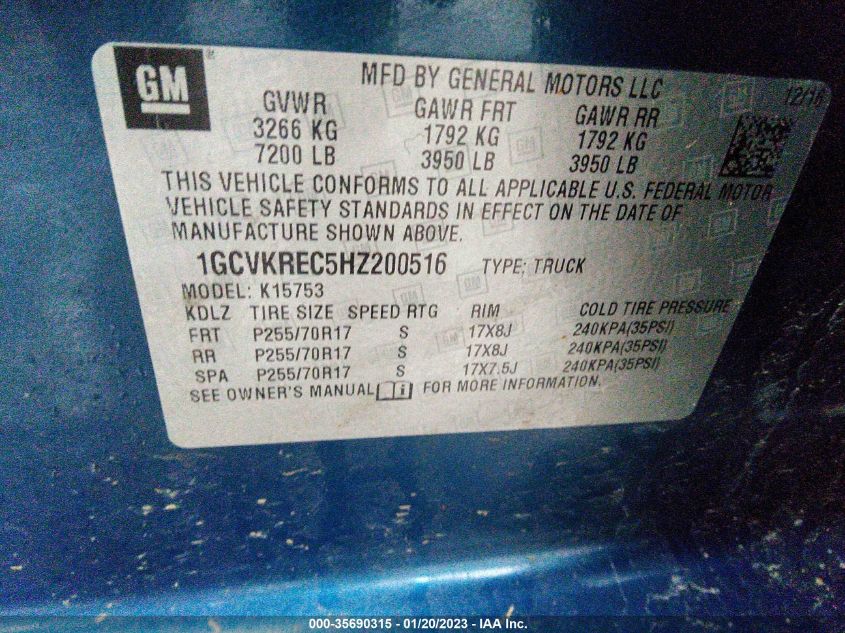 GM®
MFD BY GENERAL MOTORS LLC
12/16
GVWR GAWR FRT GAWR RR
3266 KG 1792 KG 1792 KG
7200 LB 3950 LB 3950 LB
THIS VEHICLE CONFORMS TO ALL APPLICABLE U.S. FEDERAL MOTOR
VEHICLE SAFETY STANDARDS IN EFFECT ON THE DATE OF
MANUFACTURE SHOWN ABOVE.
1GCVKREC5HZ200516 TYPE: TRUCK
MODEL: K15753
KDLZ TIRE SIZE SPEED RTG RIM COLD TIRE PRESSURE
FRT P255/70R17 S 17X8J 240KPA(35PSI)
RR P255/70R17 S 17X8J 240KPA(35PSI)
SPA P255/70R17 S 17X7.5J 240KPA(35PSI)
SEE OWNER'S MANUAL i FOR MORE INFORMATION.
000-35690315 - 01/20/2023 - IAA Inc.